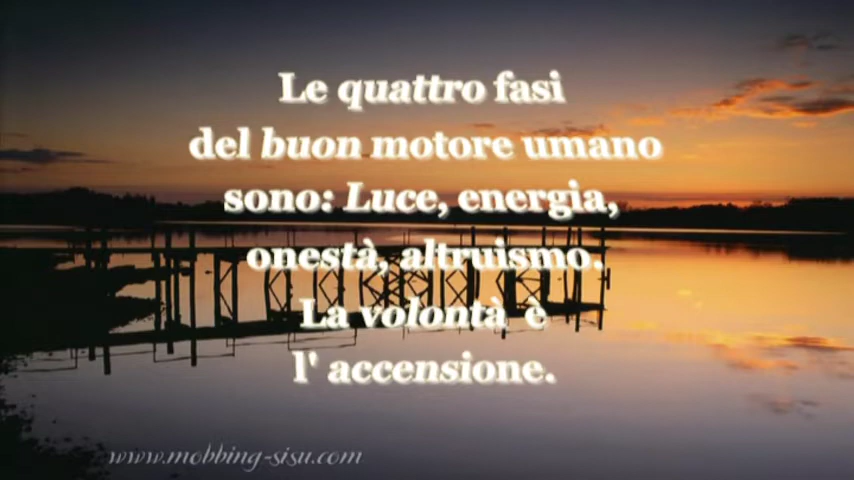 Le quattro fasi
del buon motore umano
sono: Luce, energia,
onestà, altruismo.
La volontà è
l' accensione.
www.mobbing-sisu.com